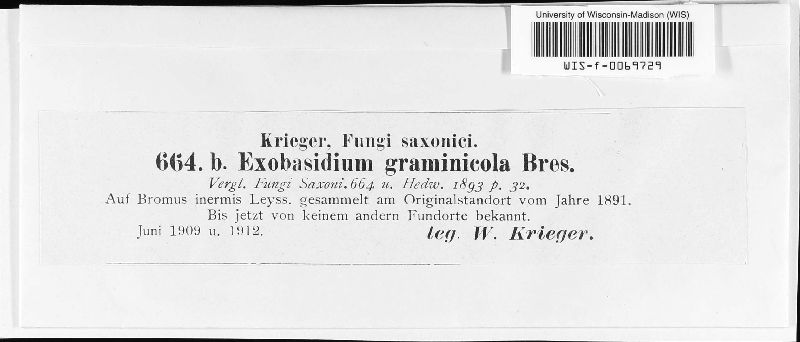 University of Wisconsin-Madison (WIS)
WIS-f-0069729
Krieger, Fungi saxonici.
664. b. Exobasidium graminicola Bres.
Vergl. Fungi Saxoni. 664 u. Hedw. 1893 p. 32.
Auf Bromus inermis Leyss. gesammelt am Originalstandort vom Jahre 1891.
Bis jetzt von keinem andern Fundorte bekannt.
Juni 1909 u. 1912. leg. W. Krieger.